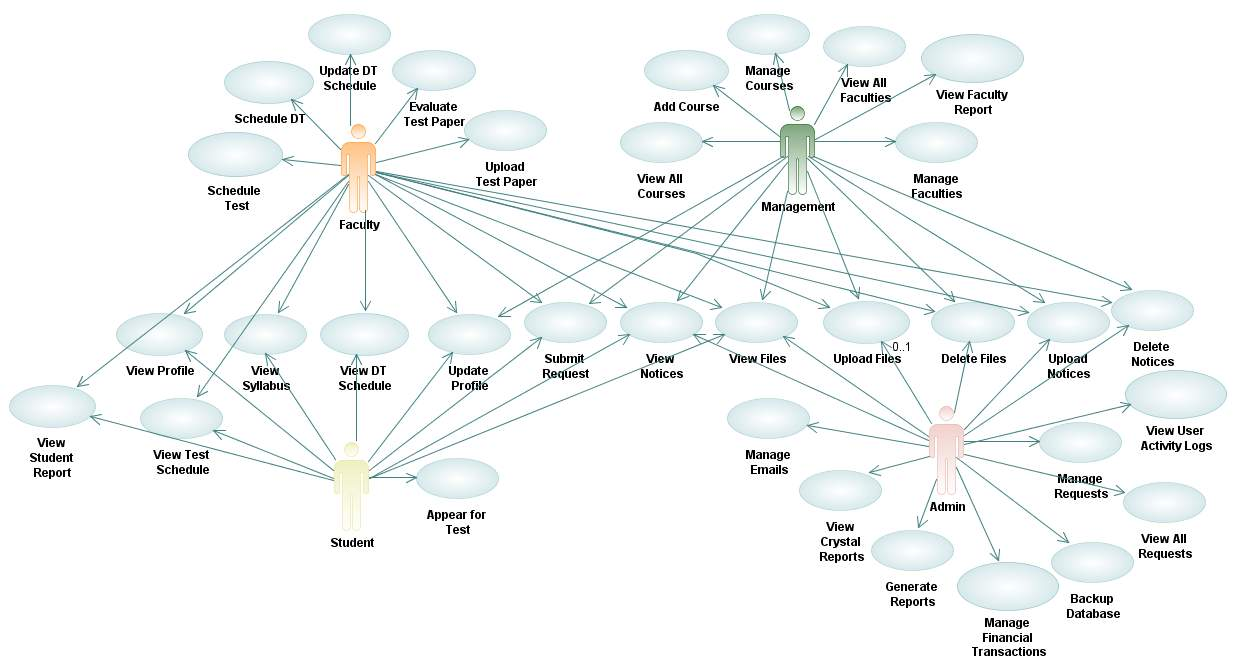 Update DT
Schedule
Manage
Courses
View All
Faculties
View Faculty
Report
Schedule DT
Evaluate
Test Paper
Add Course
Schedule
Test
Upload
Test Paper
View All
Courses
Manage
Faculties
Faculty
Management
View Profile
View
Syllabus
View DT
Schedule
Update
Profile
Submit
Request
View
Notices
View Files
Upload Files
0..1
Delete Files
Upload
Notices
Delete
Notices
View
Student
Report
View Test
Schedule
Manage
Emails
View User
Activity Logs
Manage
Requests
Appear for
Test
Student
Admin
View
Crystal
Reports
View All
Requests
Generate
Reports
Manage
Financial
Transactions
Backup
Database